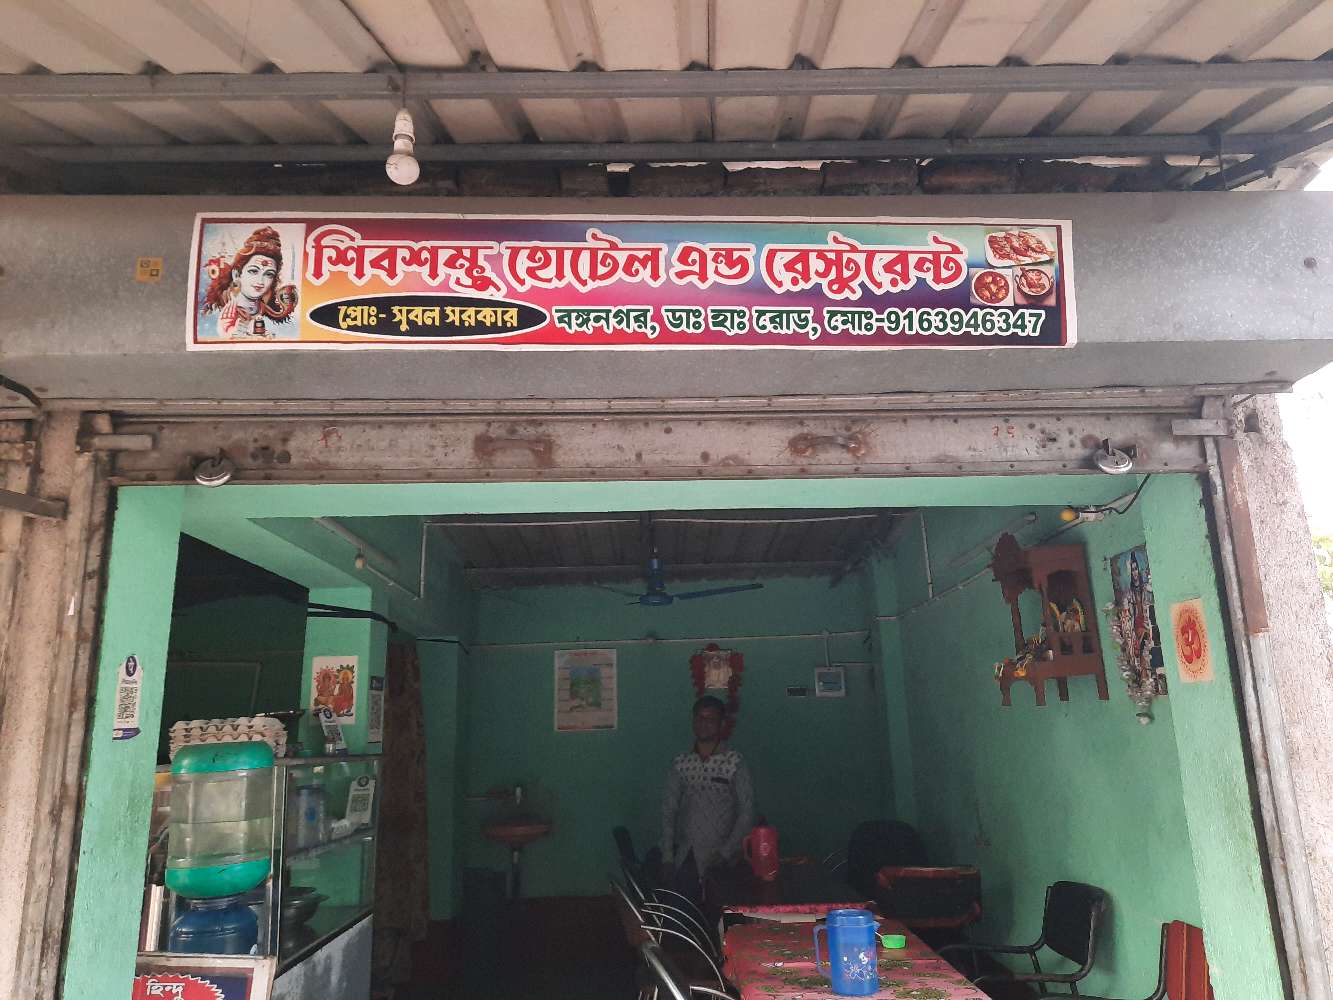 শিবশম্ভু হোটেল এন্ড রেস্টুরেন্ট
প্রোঃ- সুবল সরকার
বঙ্গনগর, ডাঃ হাঃ রোড, মোঃ-9163946347
ॐ
হিন্দু